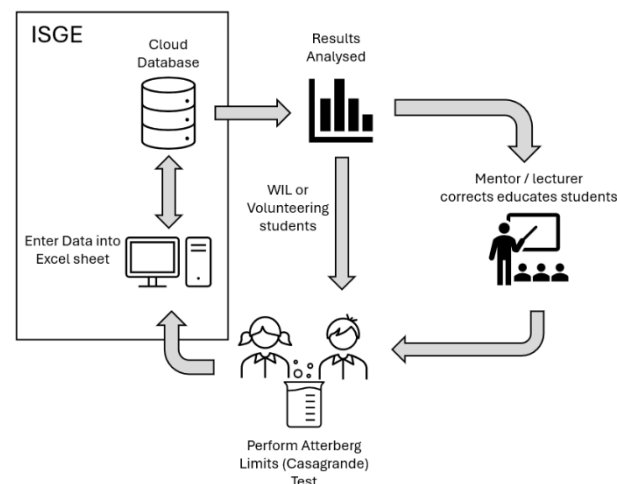 ISGE
Cloud
Database
Results
Analysed
WIL or
Volunteering
students
Mentor / lecturer
corrects educates students
Enter Data into
Excel sheet
Perform Atterberg
Limits (Casagrande)
Test